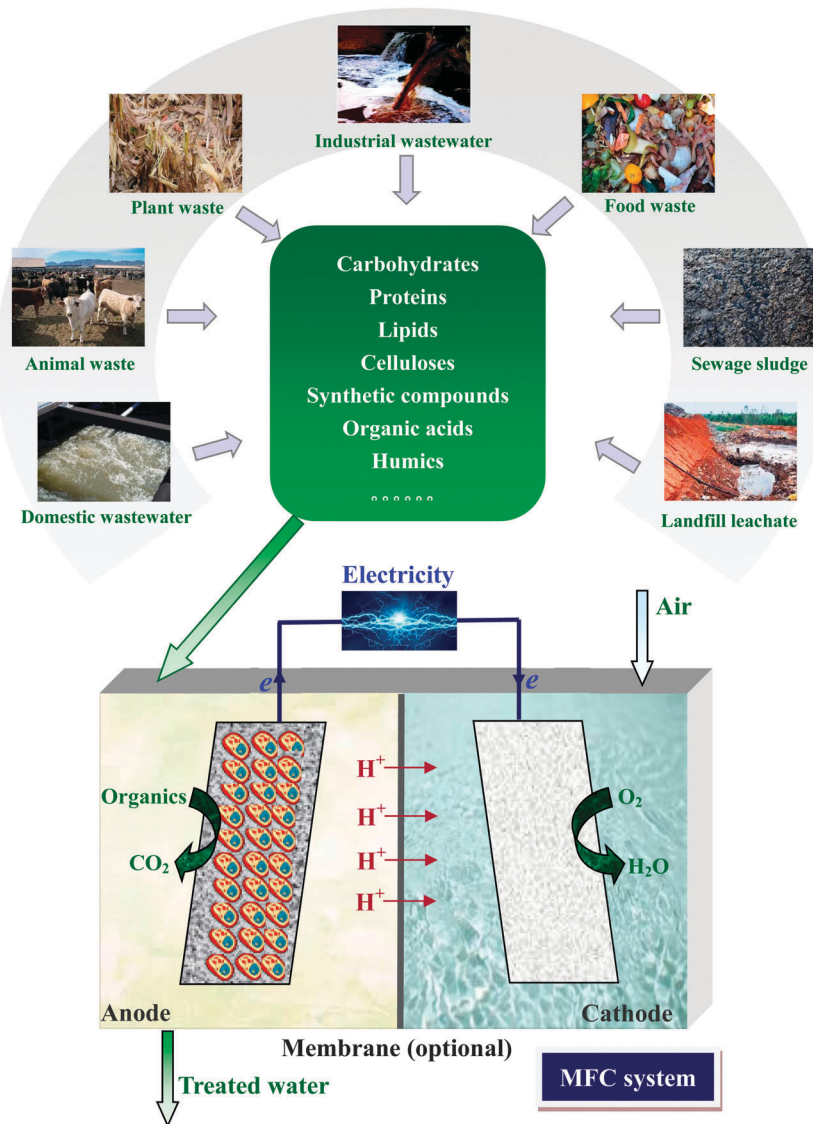 Industrial wastewater
Plant waste
Food waste
Animal waste
Sewage sludge
Domestic wastewater
Landfill leachate
Carbohydrates
Proteins
Lipids
Celluloses
Synthetic compounds
Organic acids
Humics
。。。。。。
Electricity
Air
e
e
H⁺
H⁺
H⁺
H⁺
Organics
CO₂
O₂
H₂O
Anode
Cathode
Membrane (optional)
Treated water
MFC system